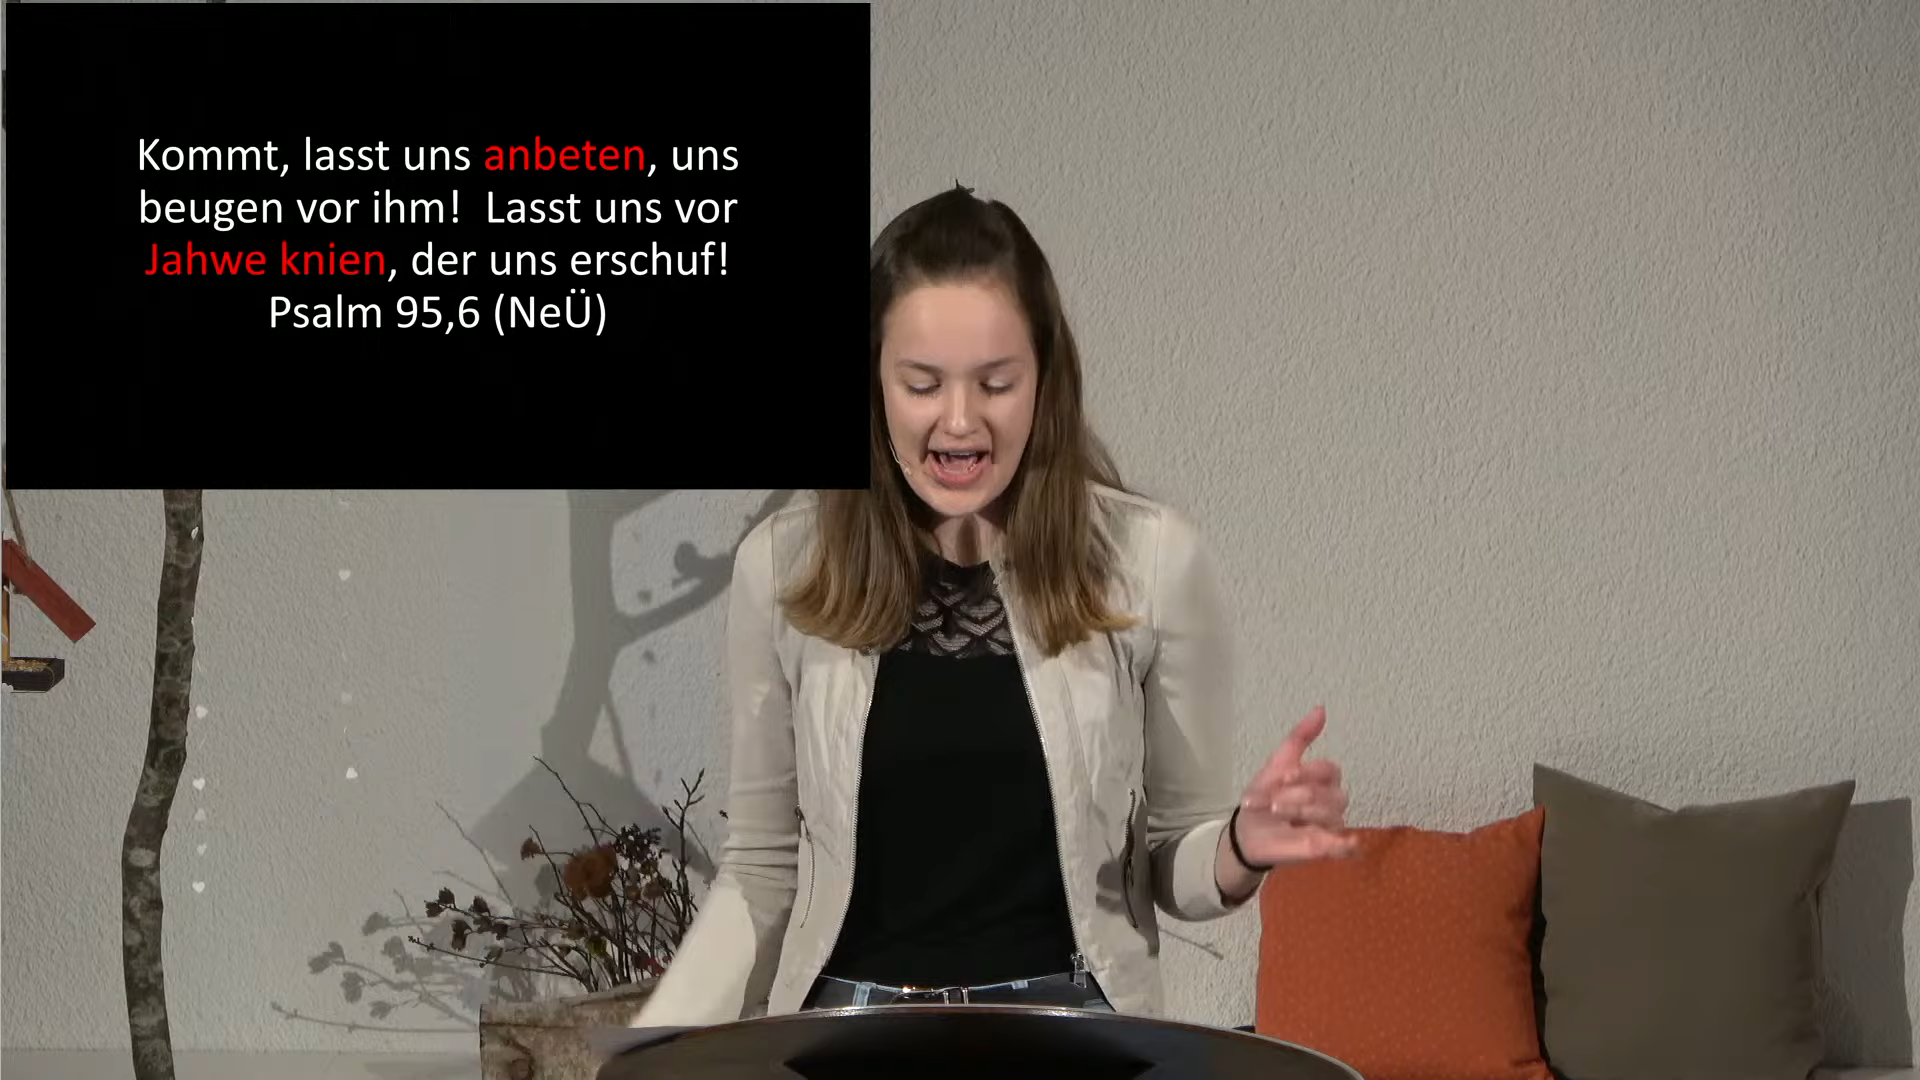 Kommt, lasst uns anbeten, uns
beugen vor ihm!  Lasst uns vor
Jahwe knien, der uns erschuf!
Psalm 95,6 (NeÜ)